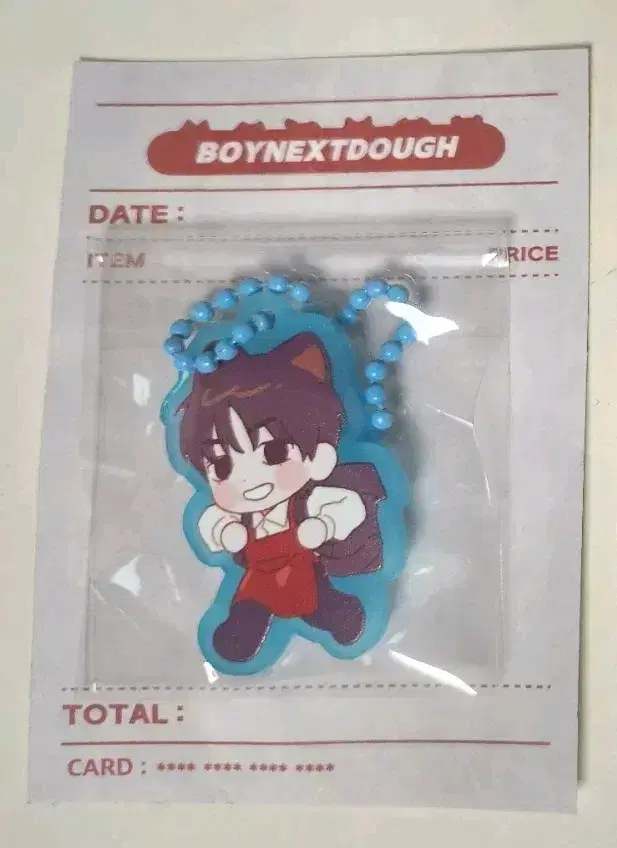 BOYNEXTDOUGH
DATE :
ITEM PRICE
TOTAL :
CARD : **** **** **** ****